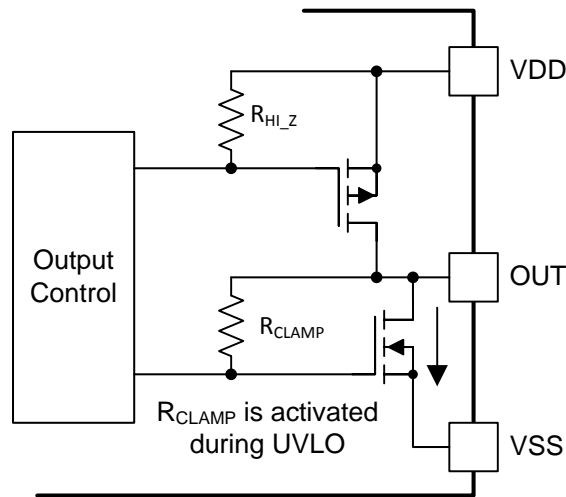 VDD
RHI_Z
Output
Control
OUT
RCLAMP
RCLAMP is activated
during UVLO
VSS